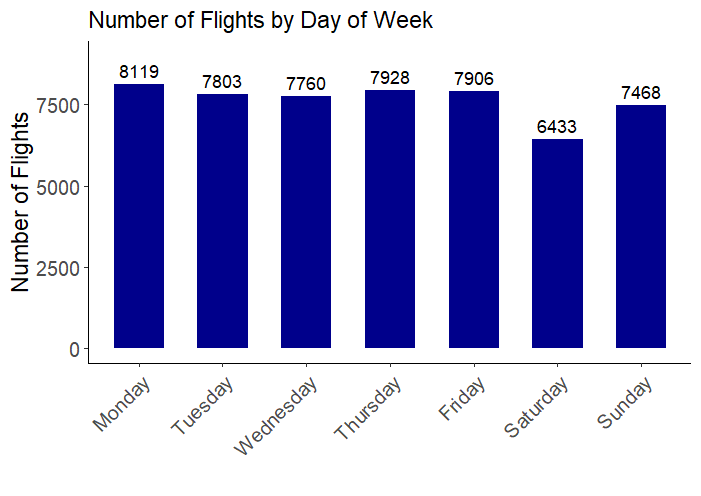 Number of Flights by Day of Week
Number of Flights
7500
5000
2500
0
8119
7803
7760
7928
7906
6433
7468
Monday
Tuesday
Wednesday
Thursday
Friday
Saturday
Sunday